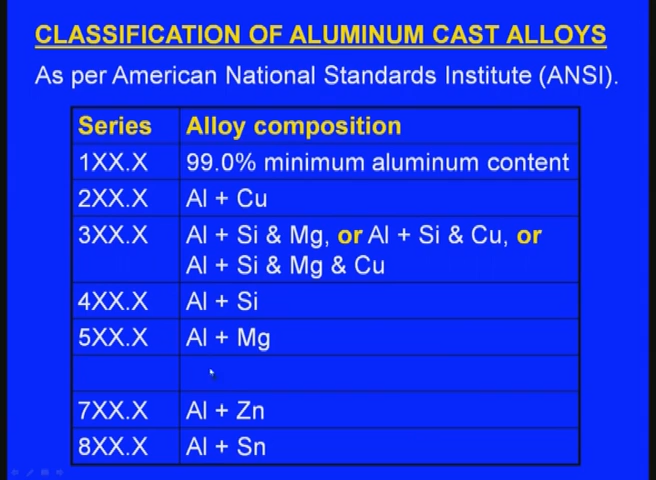 CLASSIFICATION OF ALUMINUM CAST ALLOYS
As per American National Standards Institute (ANSI).
Series Alloy composition
1XX.X 99.0% minimum aluminum content
2XX.X Al + Cu
3XX.X Al + Si & Mg, or Al + Si & Cu, or
Al + Si & Mg & Cu
4XX.X Al + Si
5XX.X Al + Mg
7XX.X Al + Zn
8XX.X Al + Sn